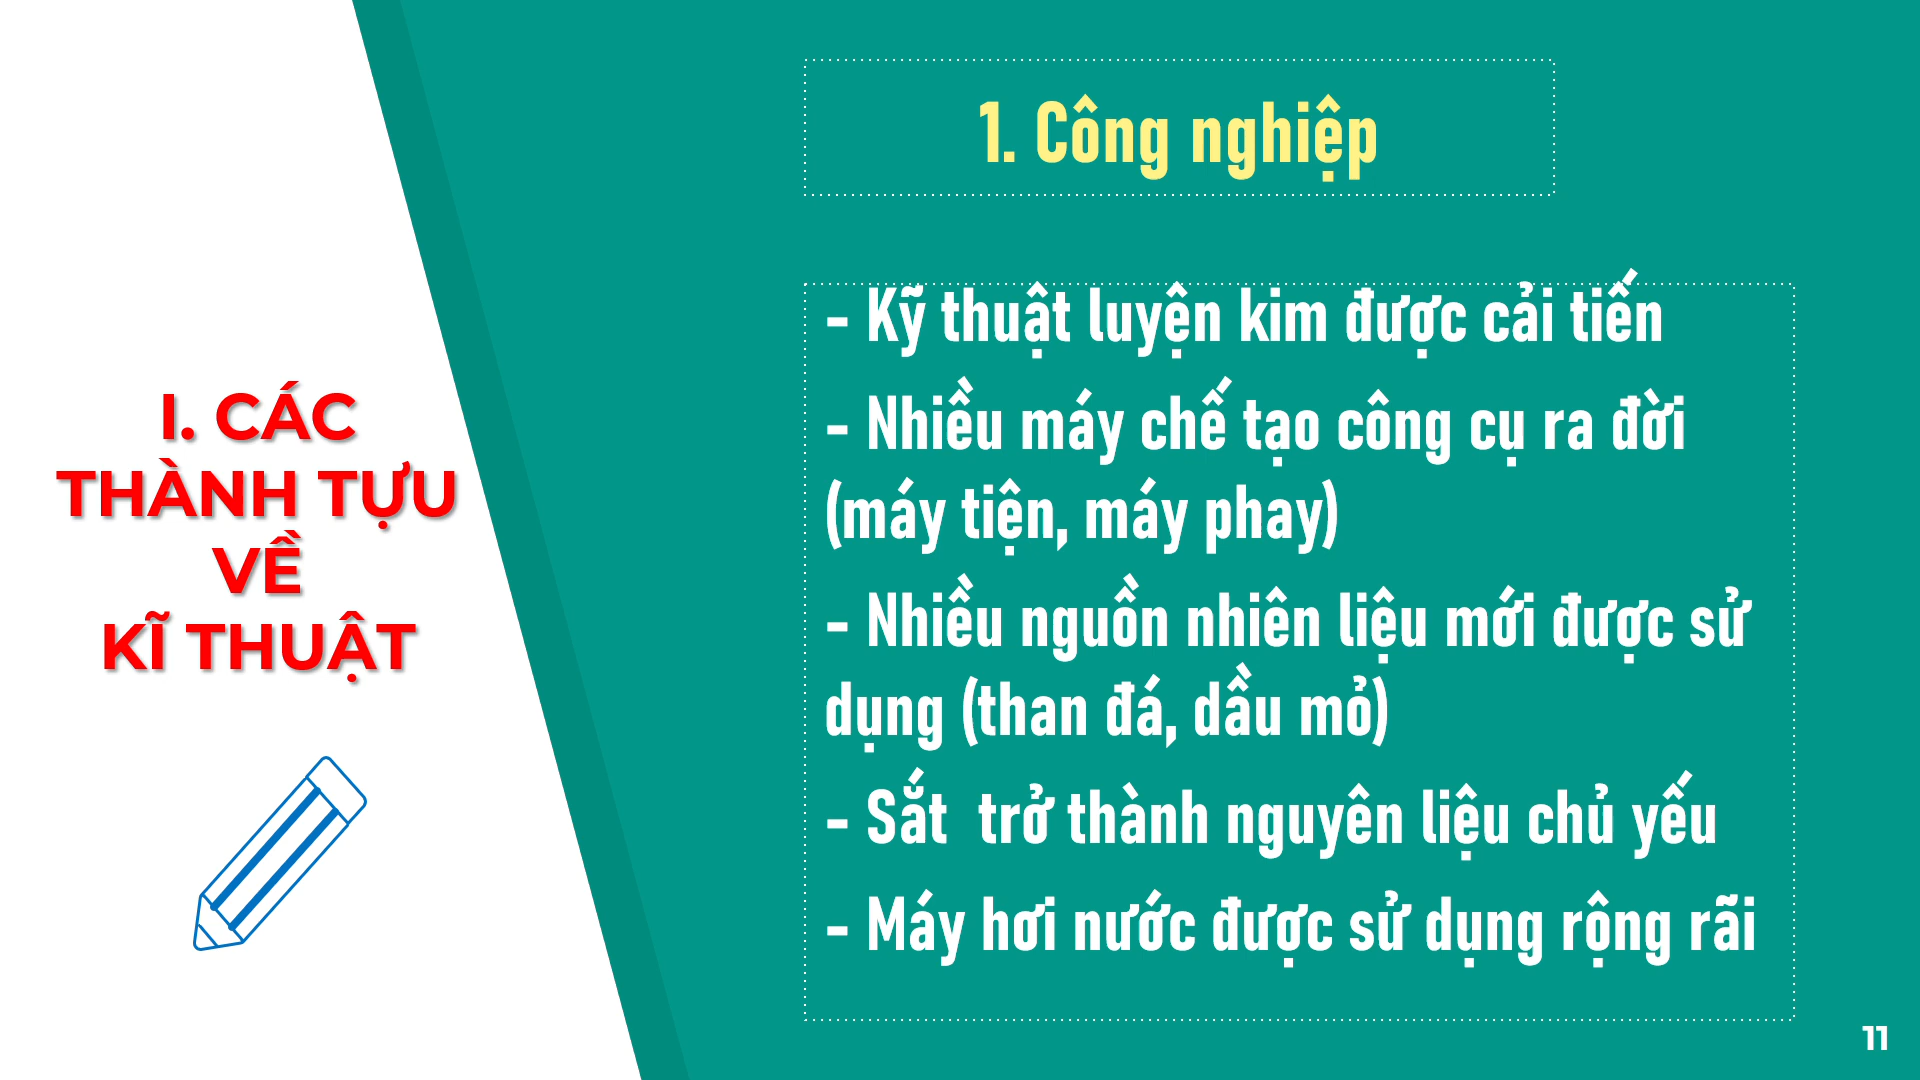 I. CÁC
THÀNH TỰU
VỀ
KĨ THUẬT
1. Công nghiệp
- Kỹ thuật luyện kim được cải tiến
- Nhiều máy chế tạo công cụ ra đời
(máy tiện, máy phay)
- Nhiều nguồn nhiên liệu mới được sử
dụng (than đá, dầu mỏ)
- Sắt  trở thành nguyên liệu chủ yếu
- Máy hơi nước được sử dụng rộng rãi
11